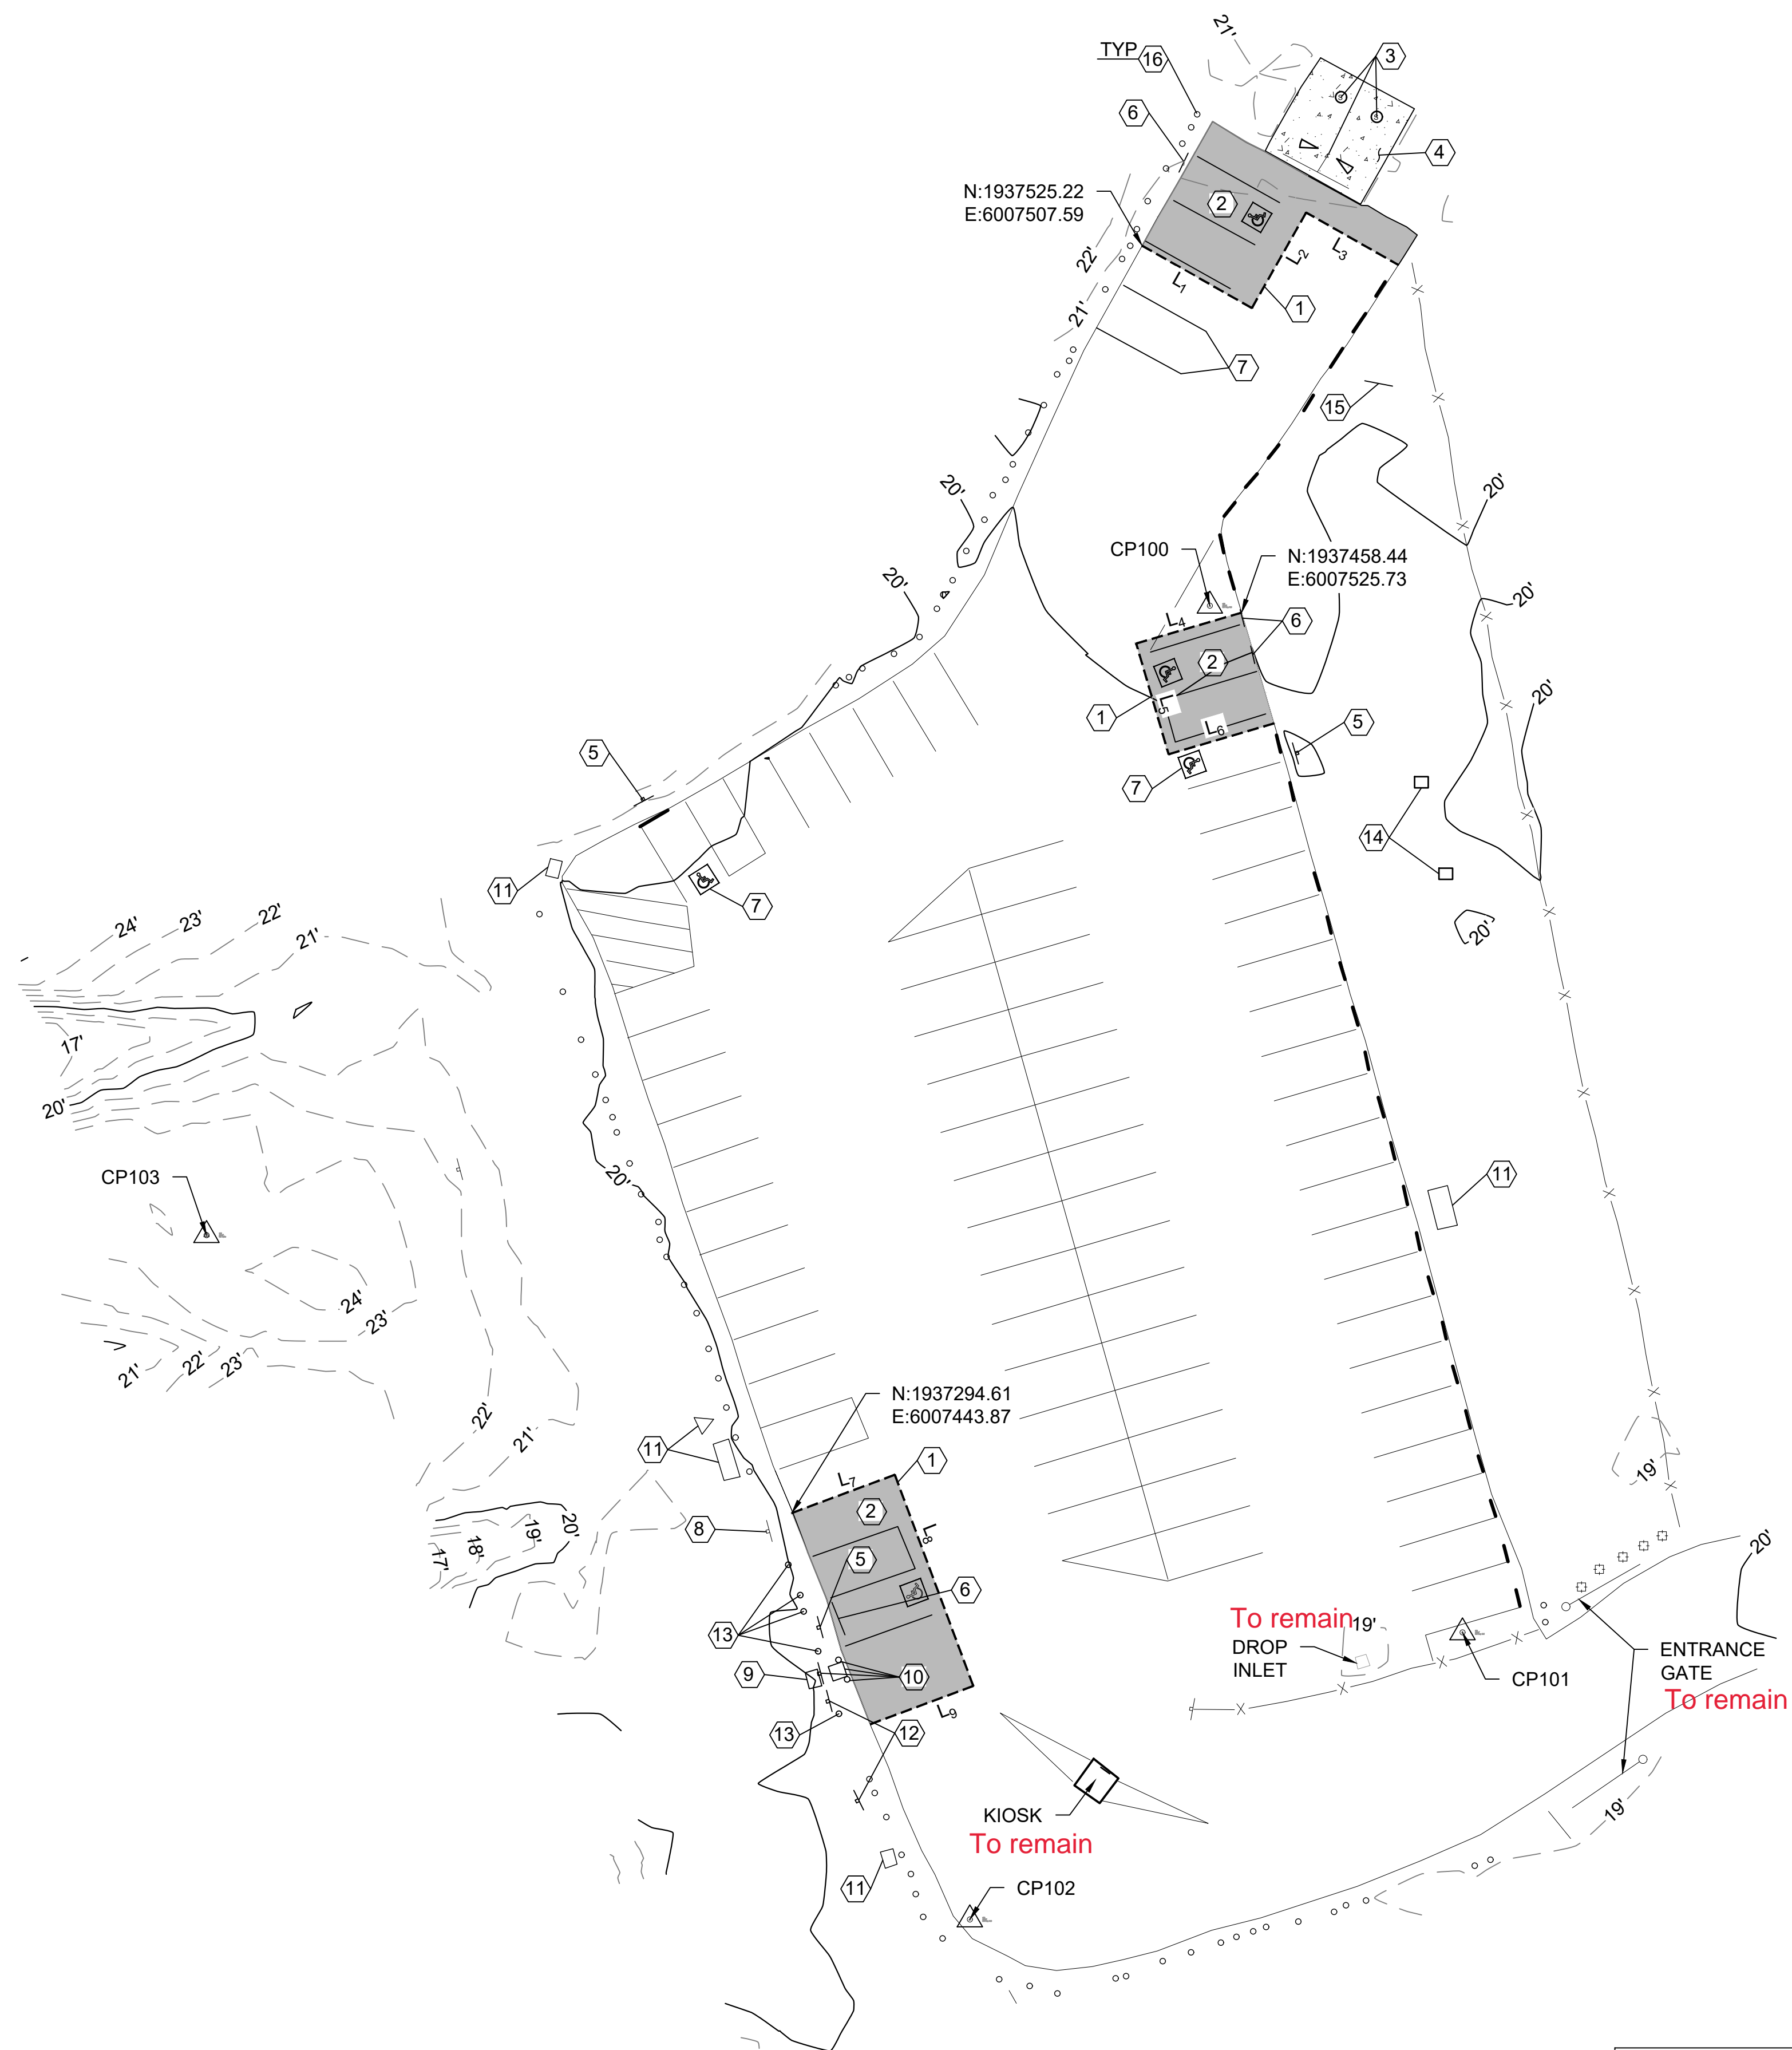 21'
3
TYP 16
6
4
N:1937525.22
E:6007507.59
2
L3
L2
22'
L1
1
21'
7
15
20'
20'
CP100
N:1937458.44
E:6007525.73
20'
20'
L4
6
2
1
L5
20'
5
L6
5
7
14
11
7
24'
23'
22'
21'
20'
17'
20'
CP103
20'
11
24'
23'
21'
22'
23'
N:1937294.61
E:6007443.87
22'
21'
11
L7
1
19'
2
8
17'
18'
19'
20'
L8
5
20'
6
To remain
19'
13
DROP
INLET
ENTRANCE
GATE
9
10
CP101
To remain
L9
13
12
KIOSK
19'
To remain
11
CP102